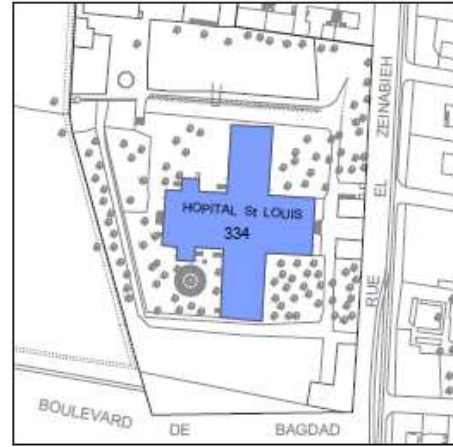 HOPITAL St LOUIS
334
RUE EL ZEINABIEH
BOULEVARD DE BAGDAD